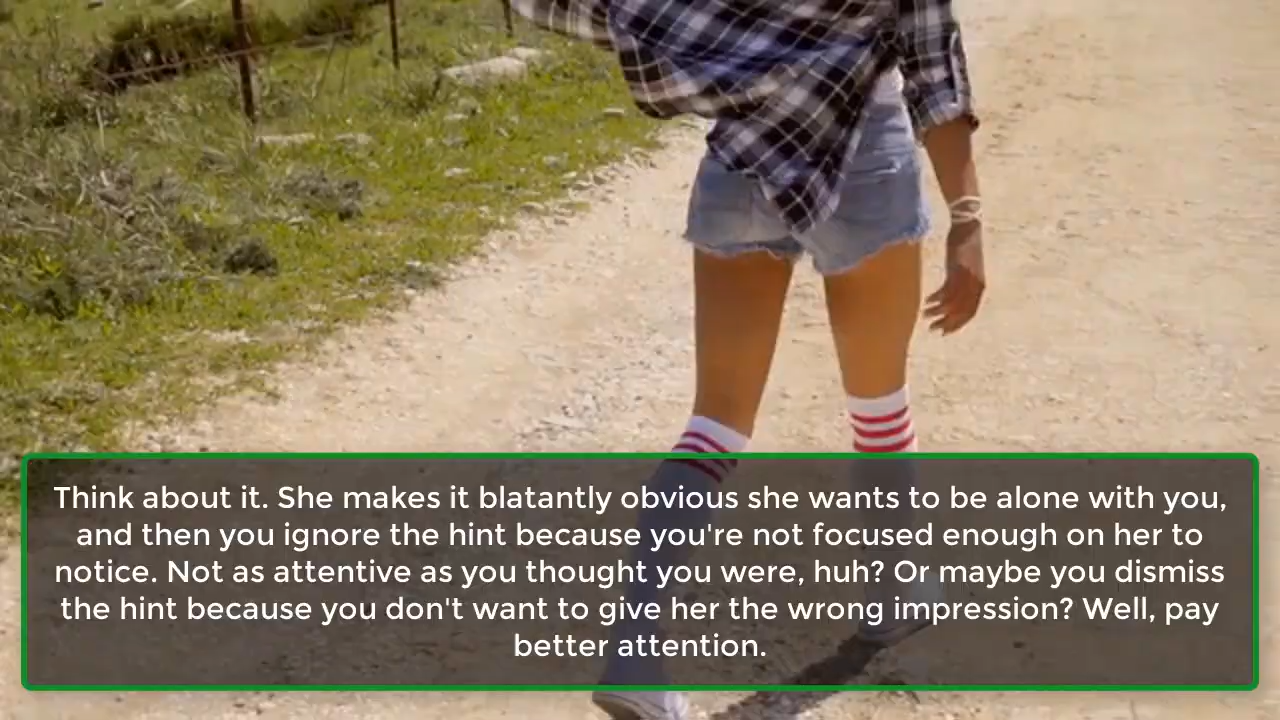 Think about it. She makes it blatantly obvious she wants to be alone with you,
and then you ignore the hint because you're not focused enough on her to
notice. Not as attentive as you thought you were, huh? Or maybe you dismiss
the hint because you don't want to give her the wrong impression? Well, pay
better attention.